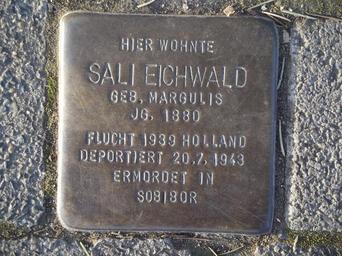 HIER WOHNTE
SALI EICHWALD
GEB. MARGULIS
JG. 1880
FLUCHT 1939 HOLLAND
DEPORTIERT 20.7.1943
ERMORDET IN
SOBIBOR